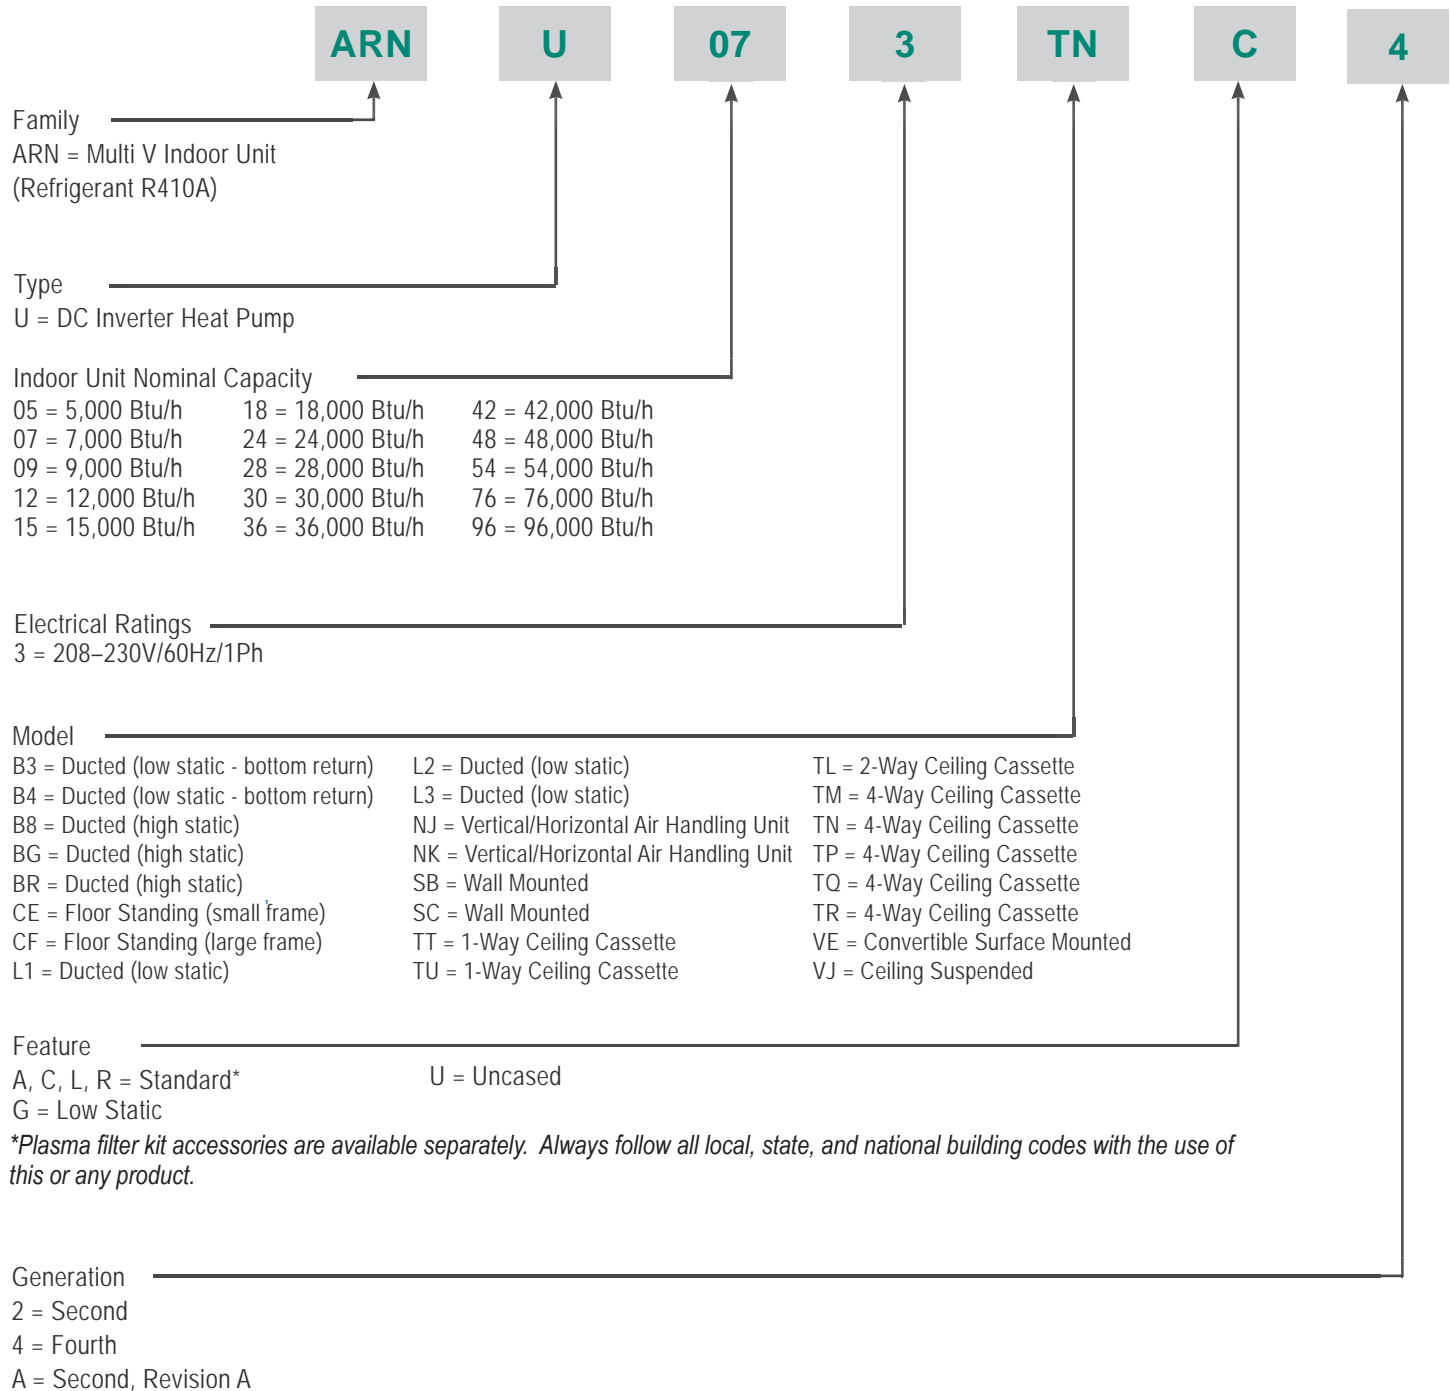 ARN U 07 3 TN C 4
Family
ARN = Multi V Indoor Unit
(Refrigerant R410A)
Type
U = DC Inverter Heat Pump
Indoor Unit Nominal Capacity
05 = 5,000 Btu/h 18 = 18,000 Btu/h 42 = 42,000 Btu/h
07 = 7,000 Btu/h 24 = 24,000 Btu/h 48 = 48,000 Btu/h
09 = 9,000 Btu/h 28 = 28,000 Btu/h 54 = 54,000 Btu/h
12 = 12,000 Btu/h 30 = 30,000 Btu/h 76 = 76,000 Btu/h
15 = 15,000 Btu/h 36 = 36,000 Btu/h 96 = 96,000 Btu/h
Electrical Ratings
3 = 208–230V/60Hz/1Ph
Model
B3 = Ducted (low static - bottom return)
B4 = Ducted (low static - bottom return)
B8 = Ducted (high static)
BG = Ducted (high static)
BR = Ducted (high static)
CE = Floor Standing (small frame)
CF = Floor Standing (large frame)
L1 = Ducted (low static)
L2 = Ducted (low static)
L3 = Ducted (low static)
NJ = Vertical/Horizontal Air Handling Unit
NK = Vertical/Horizontal Air Handling Unit
SB = Wall Mounted
SC = Wall Mounted
TT = 1-Way Ceiling Cassette
TU = 1-Way Ceiling Cassette
TL = 2-Way Ceiling Cassette
TM = 4-Way Ceiling Cassette
TN = 4-Way Ceiling Cassette
TP = 4-Way Ceiling Cassette
TQ = 4-Way Ceiling Cassette
TR = 4-Way Ceiling Cassette
VE = Convertible Surface Mounted
VJ = Ceiling Suspended
Feature
A, C, L, R = Standard* U = Uncased
G = Low Static
*Plasma filter kit accessories are available separately. Always follow all local, state, and national building codes with the use of
this or any product.
Generation
2 = Second
4 = Fourth
A = Second, Revision A